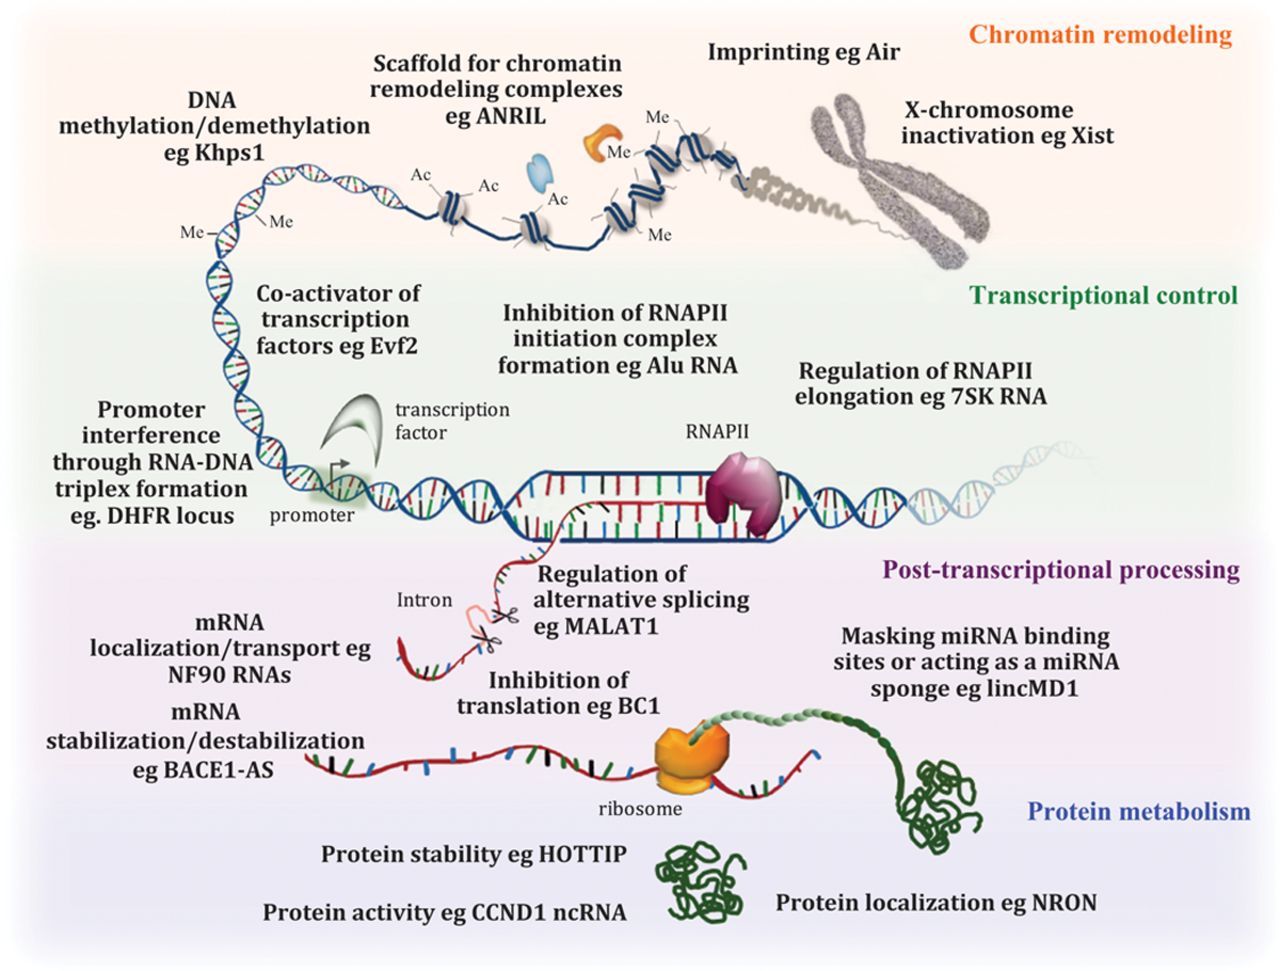 Chromatin remodeling
Imprinting eg Air
Scaffold for chromatin
remodeling complexes
eg ANRIL
DNA
methylation/demethylation
eg Khps1
X-chromosome
inactivation eg Xist
Me
Me
Ac
Ac
Ac
Me
Me
Me
Transcriptional control
Co-activator of
transcription
factors eg Evf2
Inhibition of RNAPII
initiation complex
formation eg Alu RNA
Regulation of RNAPII
elongation eg 7SK RNA
Promoter
interference
through RNA-DNA
triplex formation
eg. DHFR locus
transcription
factor
RNAPII
promoter
Post-transcriptional processing
Regulation of
alternative splicing
eg MALAT1
Intron
mRNA
localization/transport eg
NF90 RNAs
Masking miRNA binding
sites or acting as a miRNA
sponge eg lincMD1
Inhibition of
translation eg BC1
mRNA
stabilization/destabilization
eg BACE1-AS
ribosome
Protein metabolism
Protein stability eg HOTTIP
Protein activity eg CCND1 ncRNA
Protein localization eg NRON